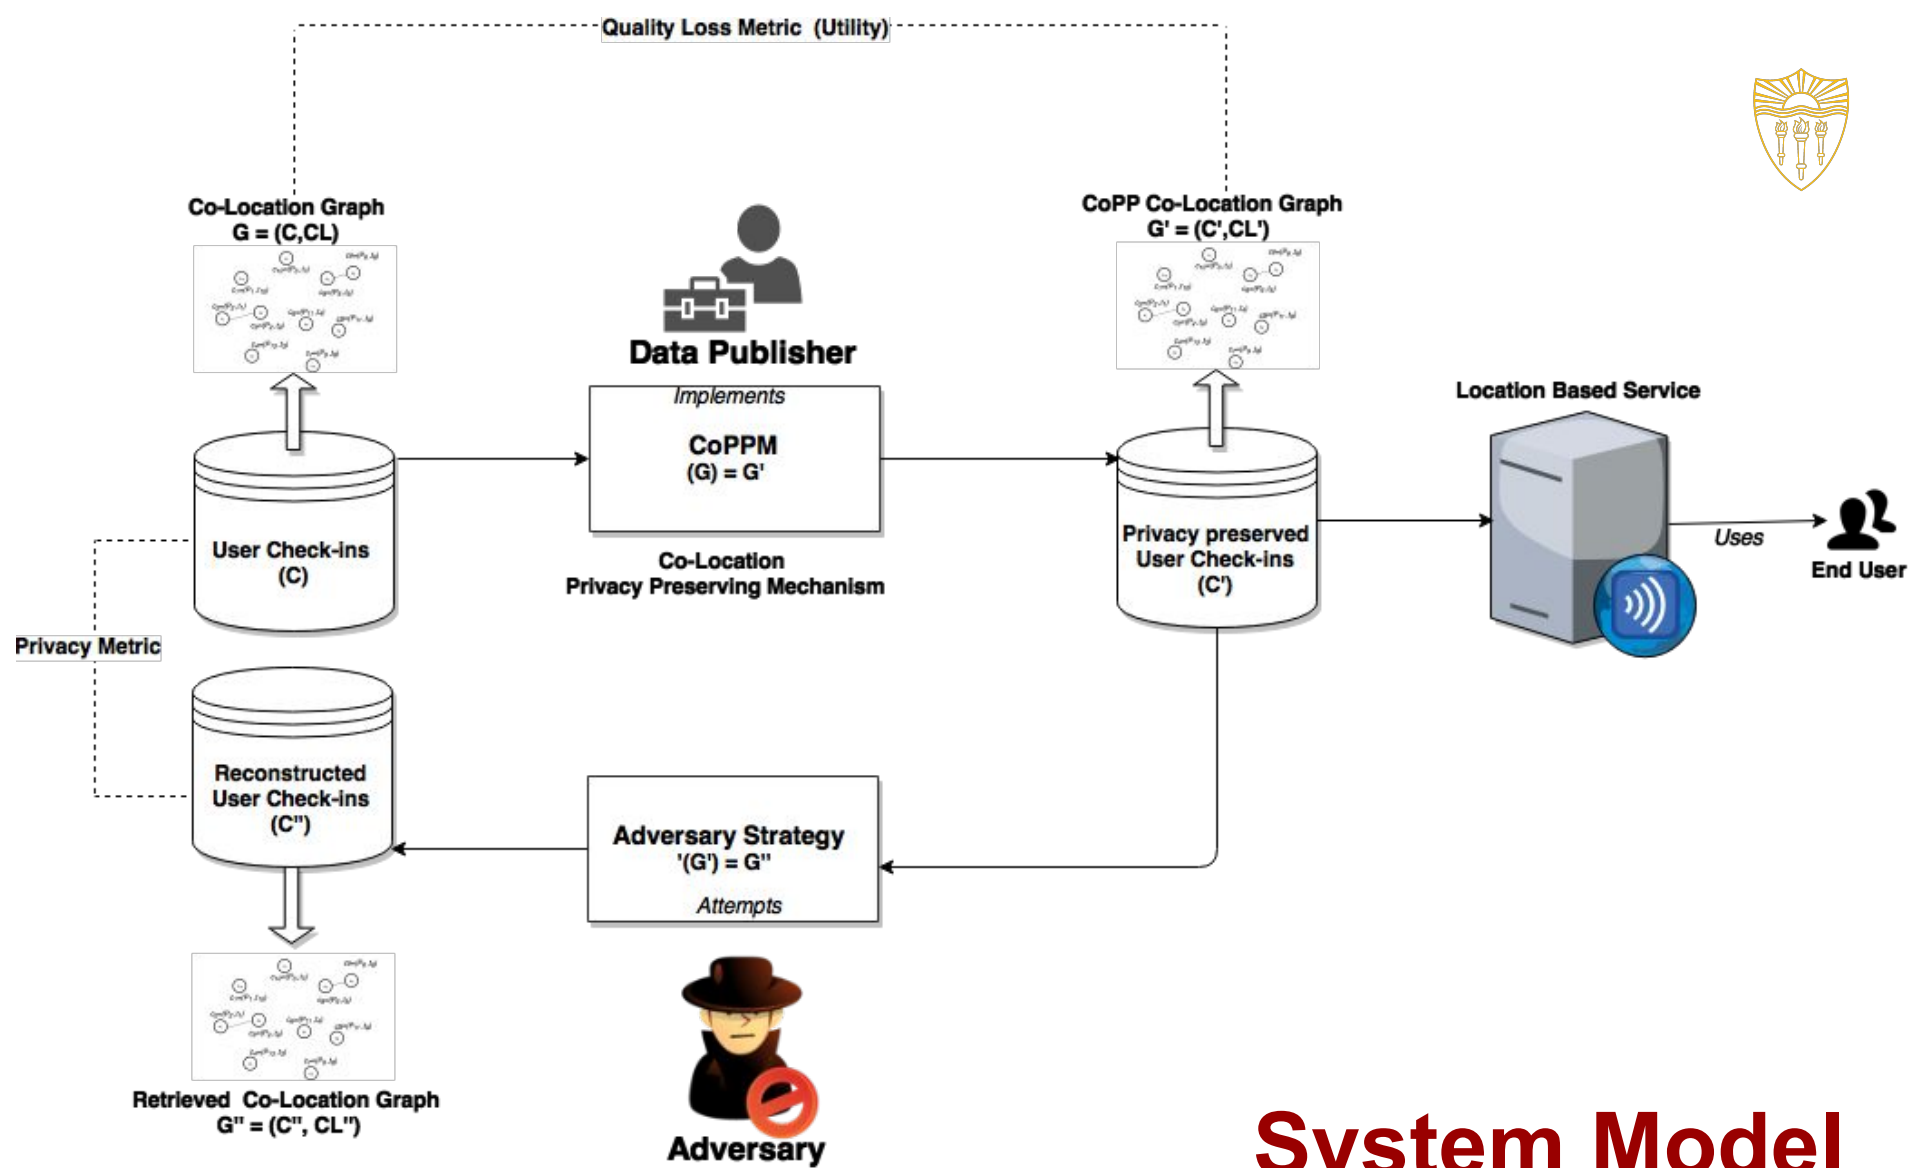 Quality Loss Metric (Utility)
Co-Location Graph
G = (C,CL)
CoPP Co-Location Graph
G' = (C',CL')
Data Publisher
Implements
CoPPM
(G) = G'
Co-Location
Privacy Preserving Mechanism
Location Based Service
User Check-ins
(C)
Privacy preserved
User Check-ins
(C')
Uses
End User
Privacy Metric
Reconstructed
User Check-ins
(C")
Adversary Strategy
'(G') = G"
Attempts
Adversary
Retrieved Co-Location Graph
G" = (C", CL")
System Model